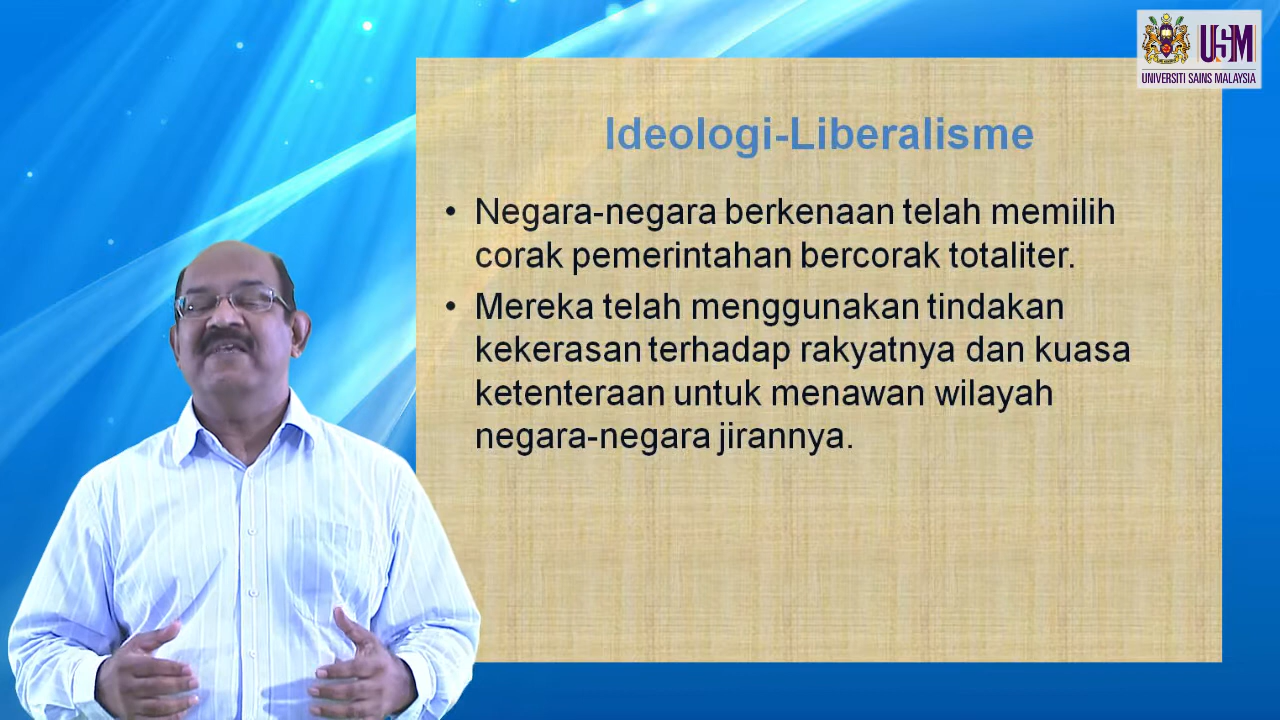 USM
UNIVERSITI SAINS MALAYSIA
Ideologi-Liberalisme
• Negara-negara berkenaan telah memilih
corak pemerintahan bercorak totaliter.
• Mereka telah menggunakan tindakan
kekerasan terhadap rakyatnya dan kuasa
ketenteraan untuk menawan wilayah
negara-negara jirannya.